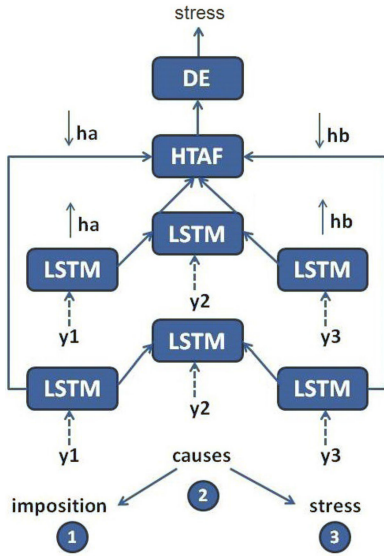 stress
DE
ha
hb
HTAF
ha
hb
LSTM
LSTM
LSTM
y1
y2
y3
LSTM
LSTM
LSTM
y1
y2
y3
causes
imposition
2
stress
1
3